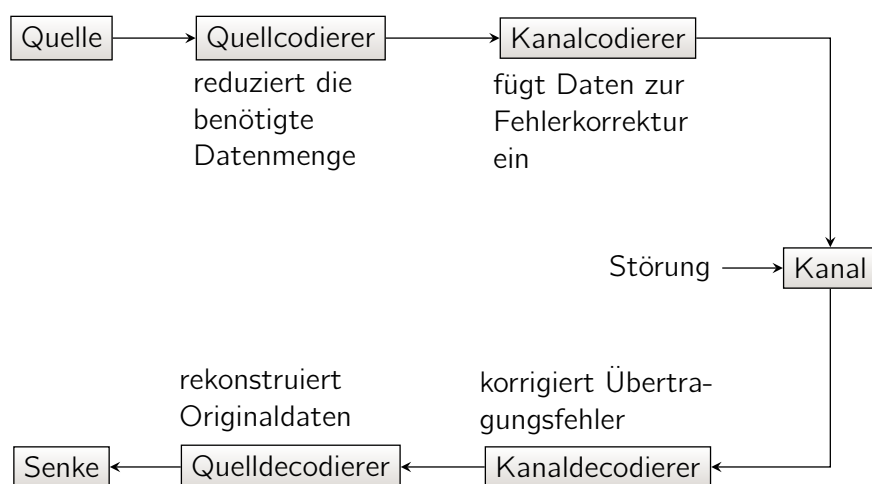 Quelle Quellcodierer Kanalcodierer
reduziert die
benötigte
Datenmenge
fügt Daten zur
Fehlerkorrektur
ein
Störung Kanal
rekonstruiert
Originaldaten
korrigiert Übertra-
gungsfehler
Senke Quelldecodierer Kanaldecodierer